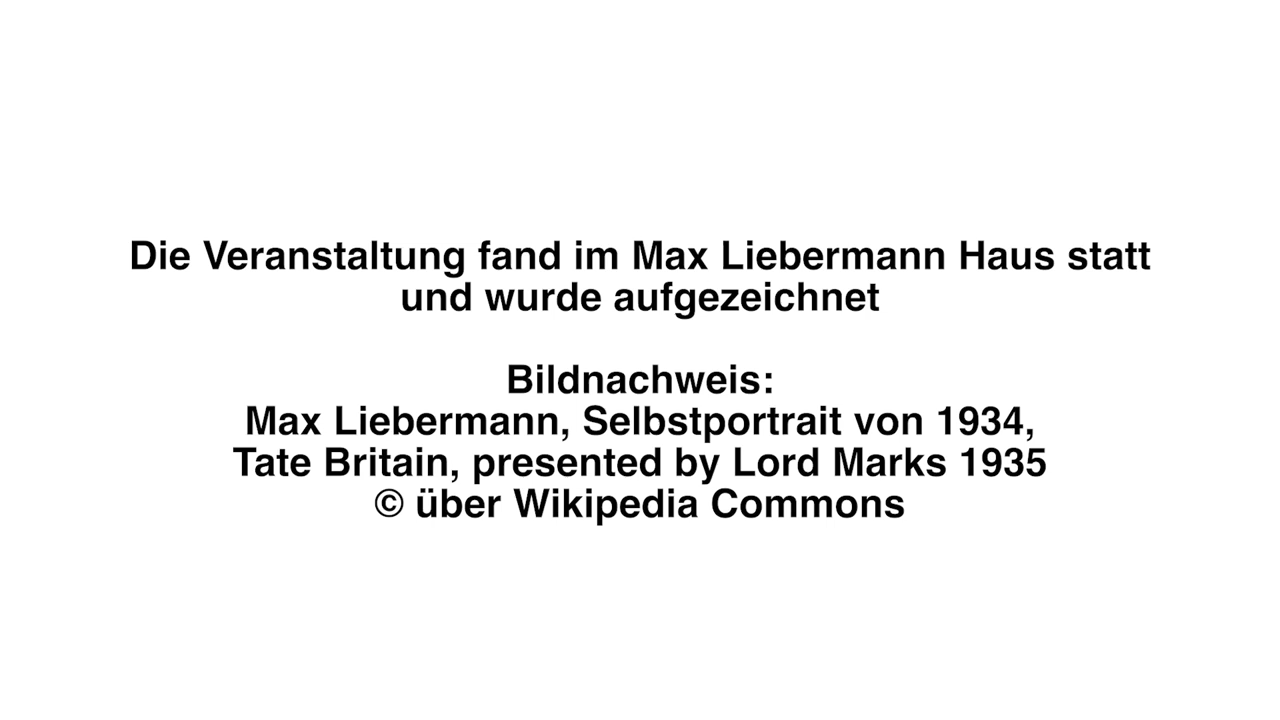 Die Veranstaltung fand im Max Liebermann Haus statt
und wurde aufgezeichnet
Bildnachweis:
Max Liebermann, Selbstportrait von 1934,
Tate Britain, presented by Lord Marks 1935
© über Wikipedia Commons